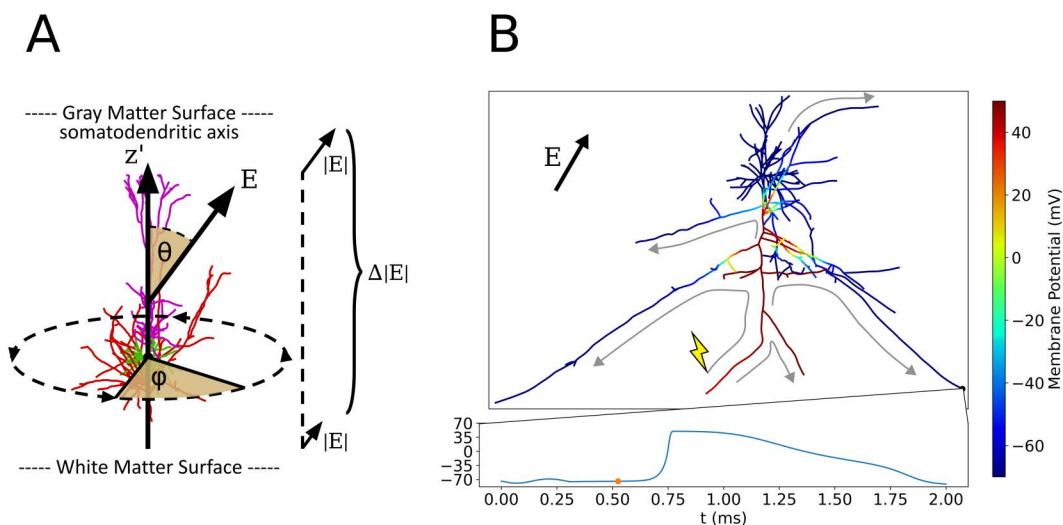 A
B
----- Gray Matter Surface -----
somatodendritic axis
z'
E
θ
φ
|E|
Δ|E|
|E|
----- White Matter Surface -----
E
40
20
0
−20
−40
−60
Membrane Potential (mV)
70
35
0
−35
−70
0.00 0.25 0.50 0.75 1.00 1.25 1.50 1.75 2.00
t (ms)